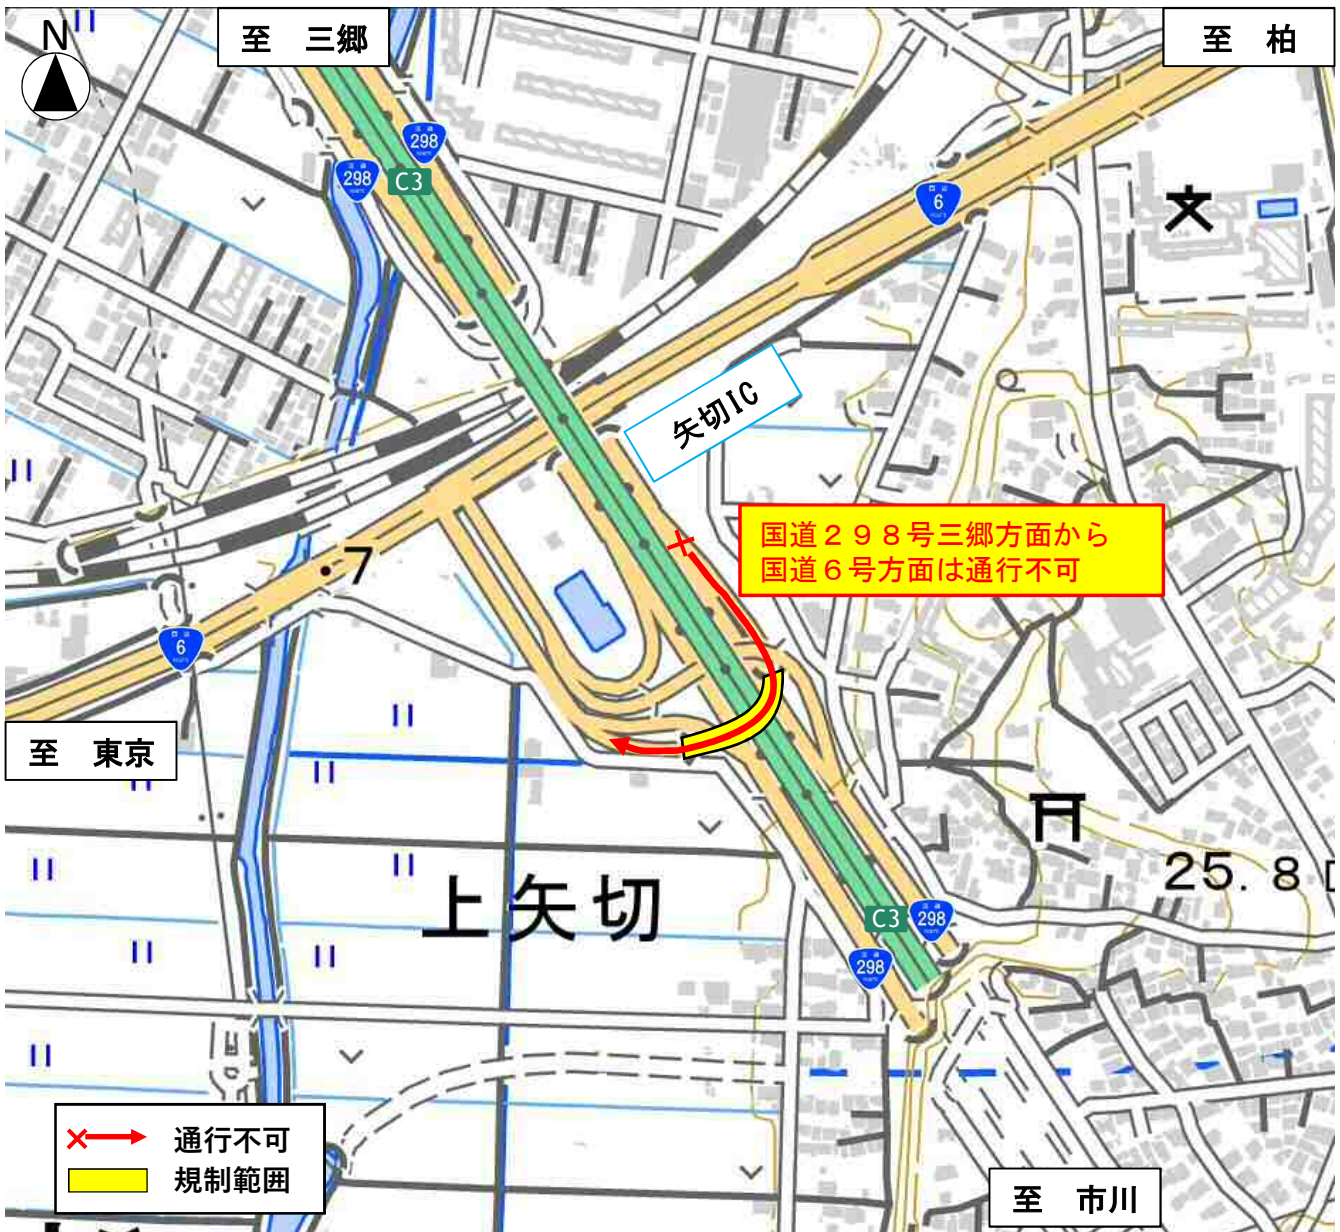 N
至 三郷
至 柏
298
298
C3
6
矢切IC
国道298号三郷方面から
国道6号方面は通行不可
7
6
至 東京
上矢切
25.8
C3
298
298
✕→ 通行不可
規制範囲
至 市川